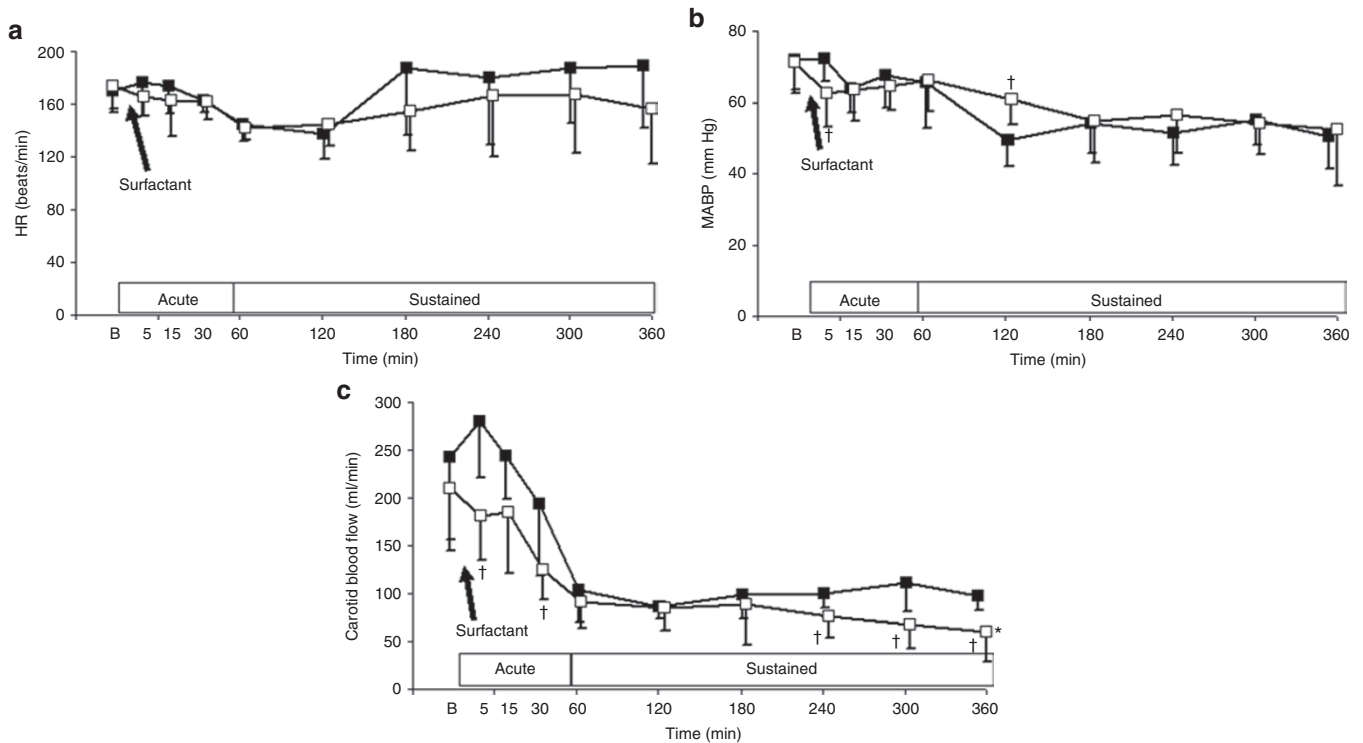 a
HR (beats/min)
200
160
120
80
40
0
Surfactant
Acute
Sustained
B 5 15 30 60 120 180 240 300 360
Time (min)
b
MABP (mm Hg)
80
60
40
20
0
†
†
Surfactant
Acute
Sustained
B 5 15 30 60 120 180 240 300 360
Time (min)
c
Carotid blood flow (ml/min)
300
250
200
150
100
50
0
†
†
Surfactant
†
†
†
*
Acute
Sustained
B 5 15 30 60 120 180 240 300 360
Time (min)